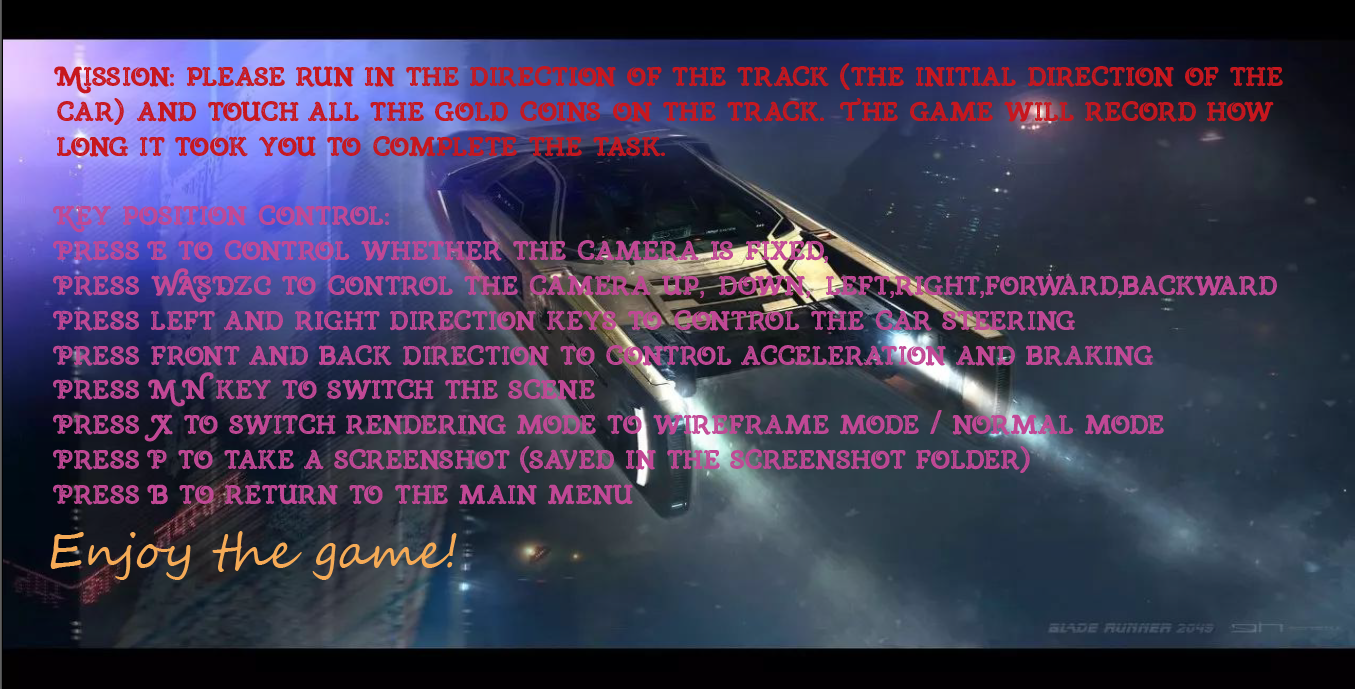 Mission: please run in the direction of the track (the initial direction of the
car) and touch all the gold coins on the track. The game will record how
long it took you to complete the task.
Key position control:
Press E to control whether the camera is fixed,
Press WASDZC to control the camera up, down, left,right,forward,backward
Press left and right direction keys to control the car steering
Press front and back direction to control acceleration and braking
Press M,N key to switch the scene
Press X to switch rendering mode to wireframe mode / normal mode
Press P to take a screenshot (saved in the screenshot folder)
Press B to return to the main menu
Enjoy the game!
BLADE RUNNER 2049